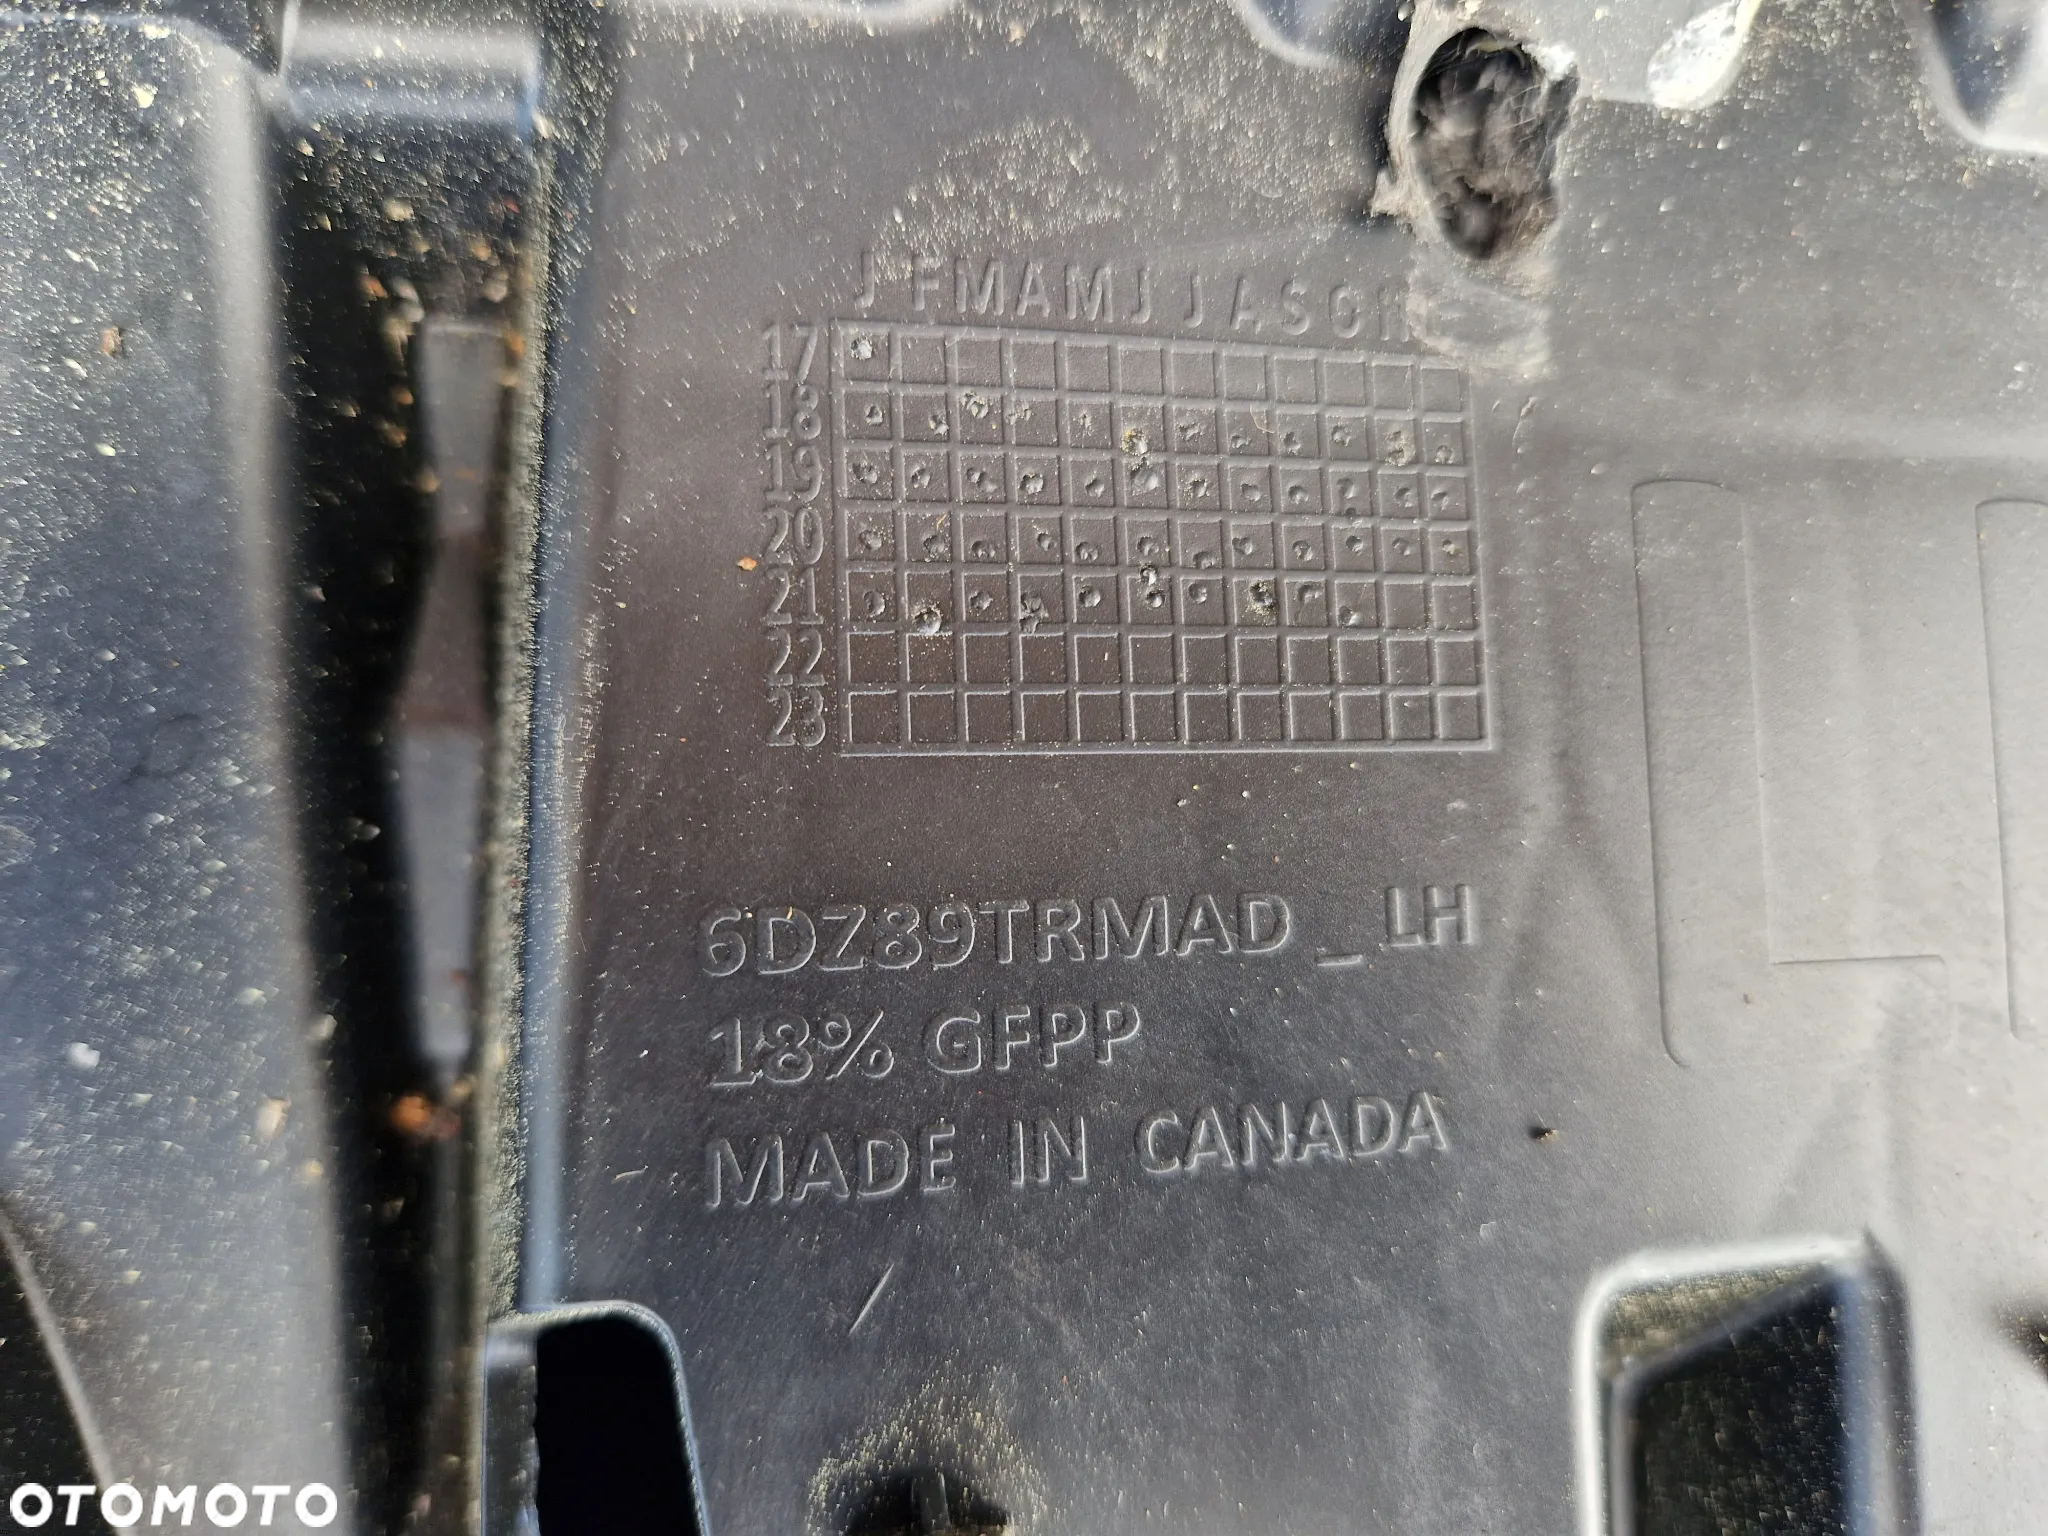 J F M A M J J A S O N
17
18
19
20
21
22
23
6DZ89TRMAD _ LH
18% GFPP
MADE IN CANADA
OTOMOTO